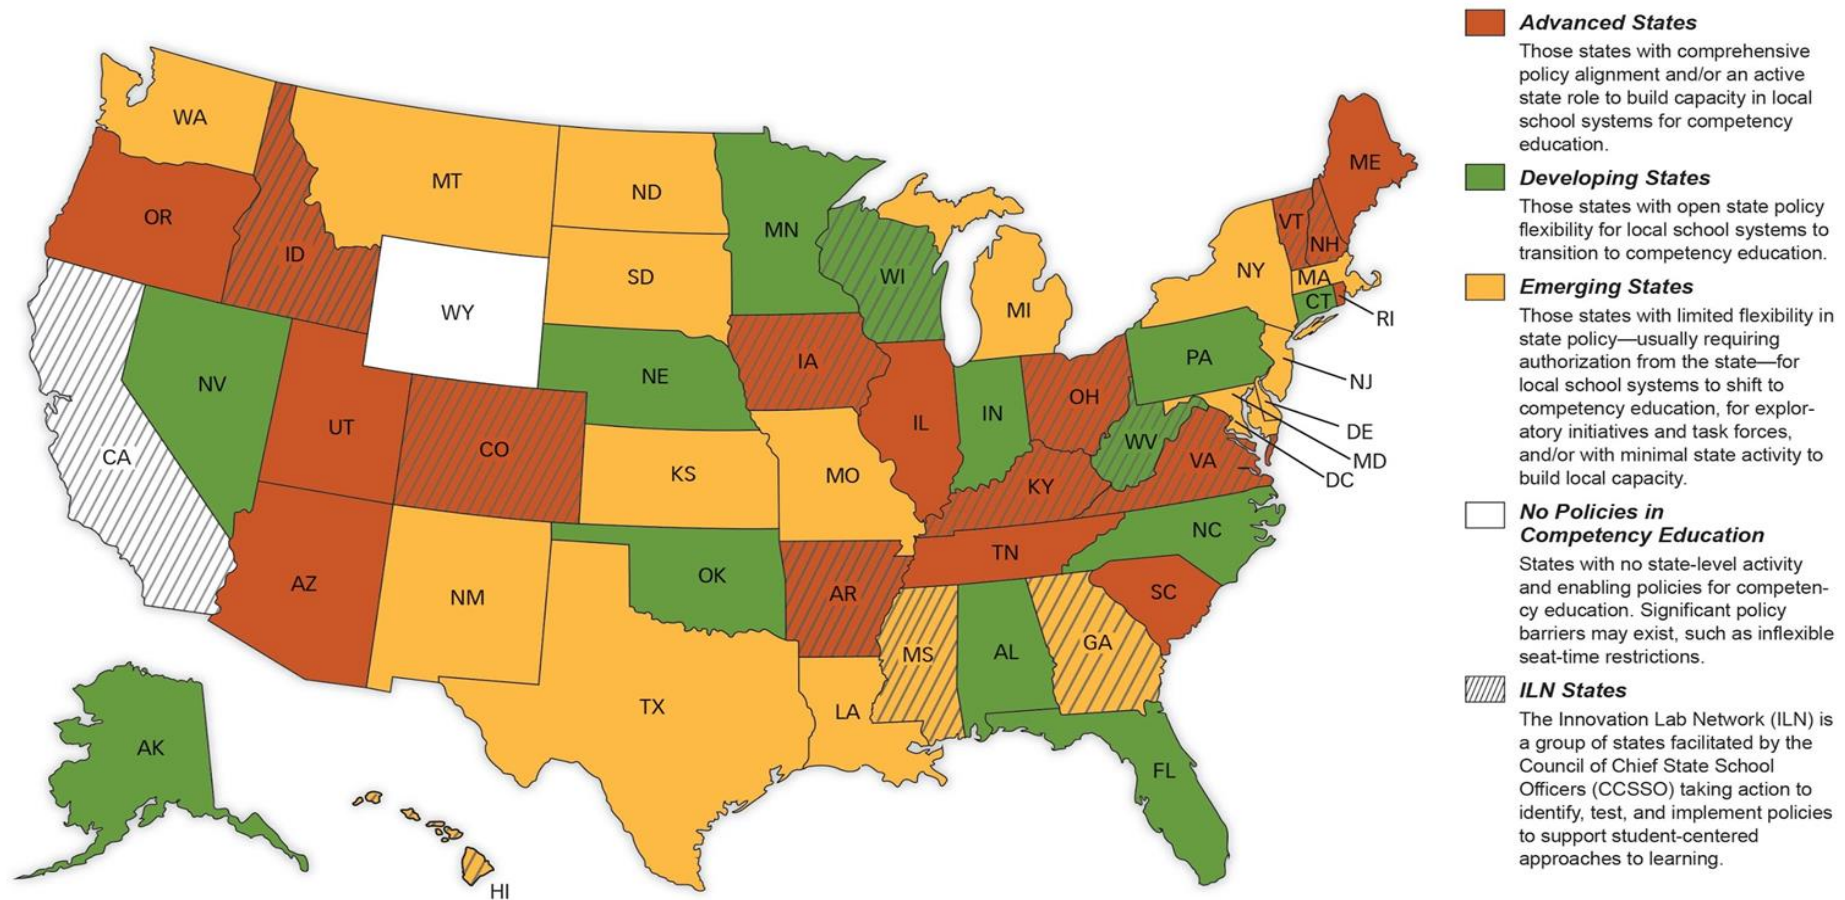 WA
OR
ID
MT
ND
MN
SD
WI
MI
WY
CA
NV
UT
CO
NE
IA
IL
IN
OH
PA
NY
VT
NH
ME
MA
CT
RI
NJ
DE
MD
DC
WV
VA
KY
KS
MO
TN
NC
SC
AZ
NM
OK
AR
MS
AL
GA
TX
LA
FL
AK
HI
Advanced States
Those states with comprehensive
policy alignment and/or an active
state role to build capacity in local
school systems for competency
education.
Developing States
Those states with open state policy
flexibility for local school systems to
transition to competency education.
Emerging States
Those states with limited flexibility in
state policy—usually requiring
authorization from the state—for
local school systems to shift to
competency education, for explor-
atory initiatives and task forces,
and/or with minimal state activity to
build local capacity.
No Policies in
Competency Education
States with no state-level activity
and enabling policies for competen-
cy education. Significant policy
barriers may exist, such as inflexible
seat-time restrictions.
ILN States
The Innovation Lab Network (ILN) is
a group of states facilitated by the
Council of Chief State School
Officers (CCSSO) taking action to
identify, test, and implement policies
to support student-centered
approaches to learning.